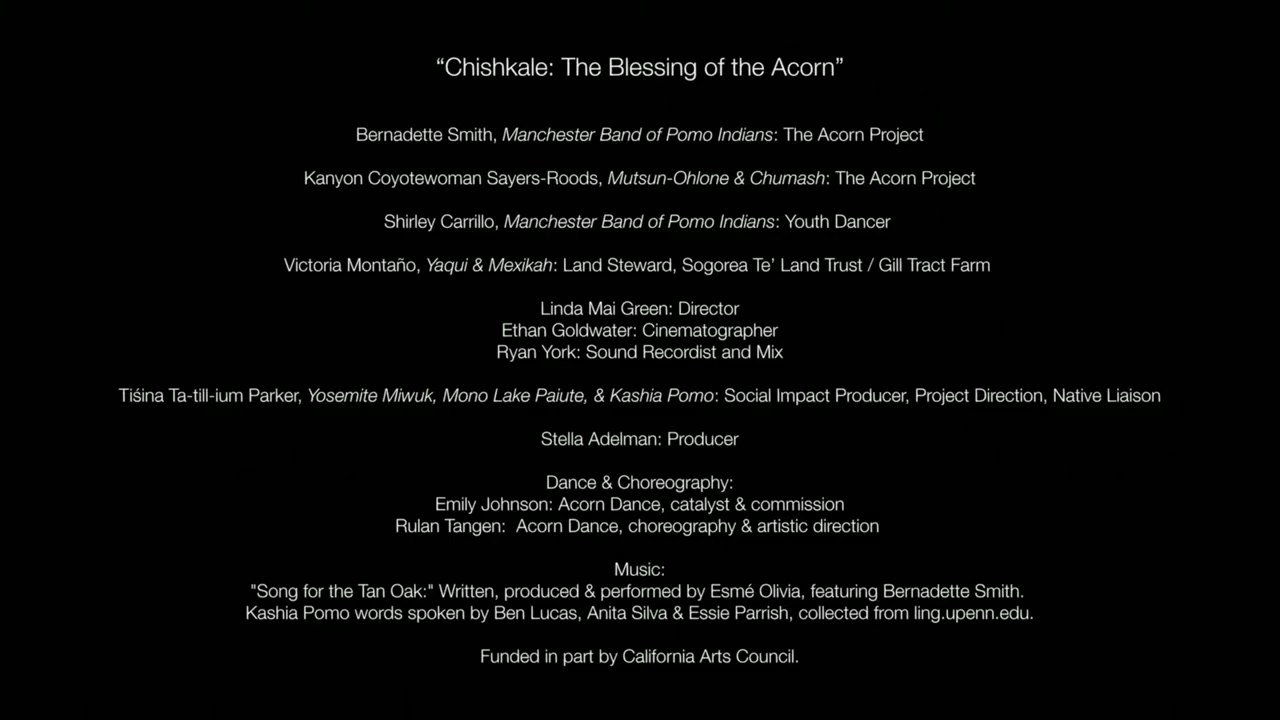 “Chishkale: The Blessing of the Acorn”
Bernadette Smith, Manchester Band of Pomo Indians: The Acorn Project
Kanyon Coyotewoman Sayers-Roods, Mutsun-Ohlone & Chumash: The Acorn Project
Shirley Carrillo, Manchester Band of Pomo Indians: Youth Dancer
Victoria Montaño, Yaqui & Mexikah: Land Steward, Sogorea Te’ Land Trust / Gill Tract Farm
Linda Mai Green: Director
Ethan Goldwater: Cinematographer
Ryan York: Sound Recordist and Mix
Tiśina Ta-till-ium Parker, Yosemite Miwuk, Mono Lake Paiute, & Kashia Pomo: Social Impact Producer, Project Direction, Native Liaison
Stella Adelman: Producer
Dance & Choreography:
Emily Johnson: Acorn Dance, catalyst & commission
Rulan Tangen:  Acorn Dance, choreography & artistic direction
Music:
"Song for the Tan Oak:" Written, produced & performed by Esmé Olivia, featuring Bernadette Smith.
Kashia Pomo words spoken by Ben Lucas, Anita Silva & Essie Parrish, collected from ling.upenn.edu.
Funded in part by California Arts Council.